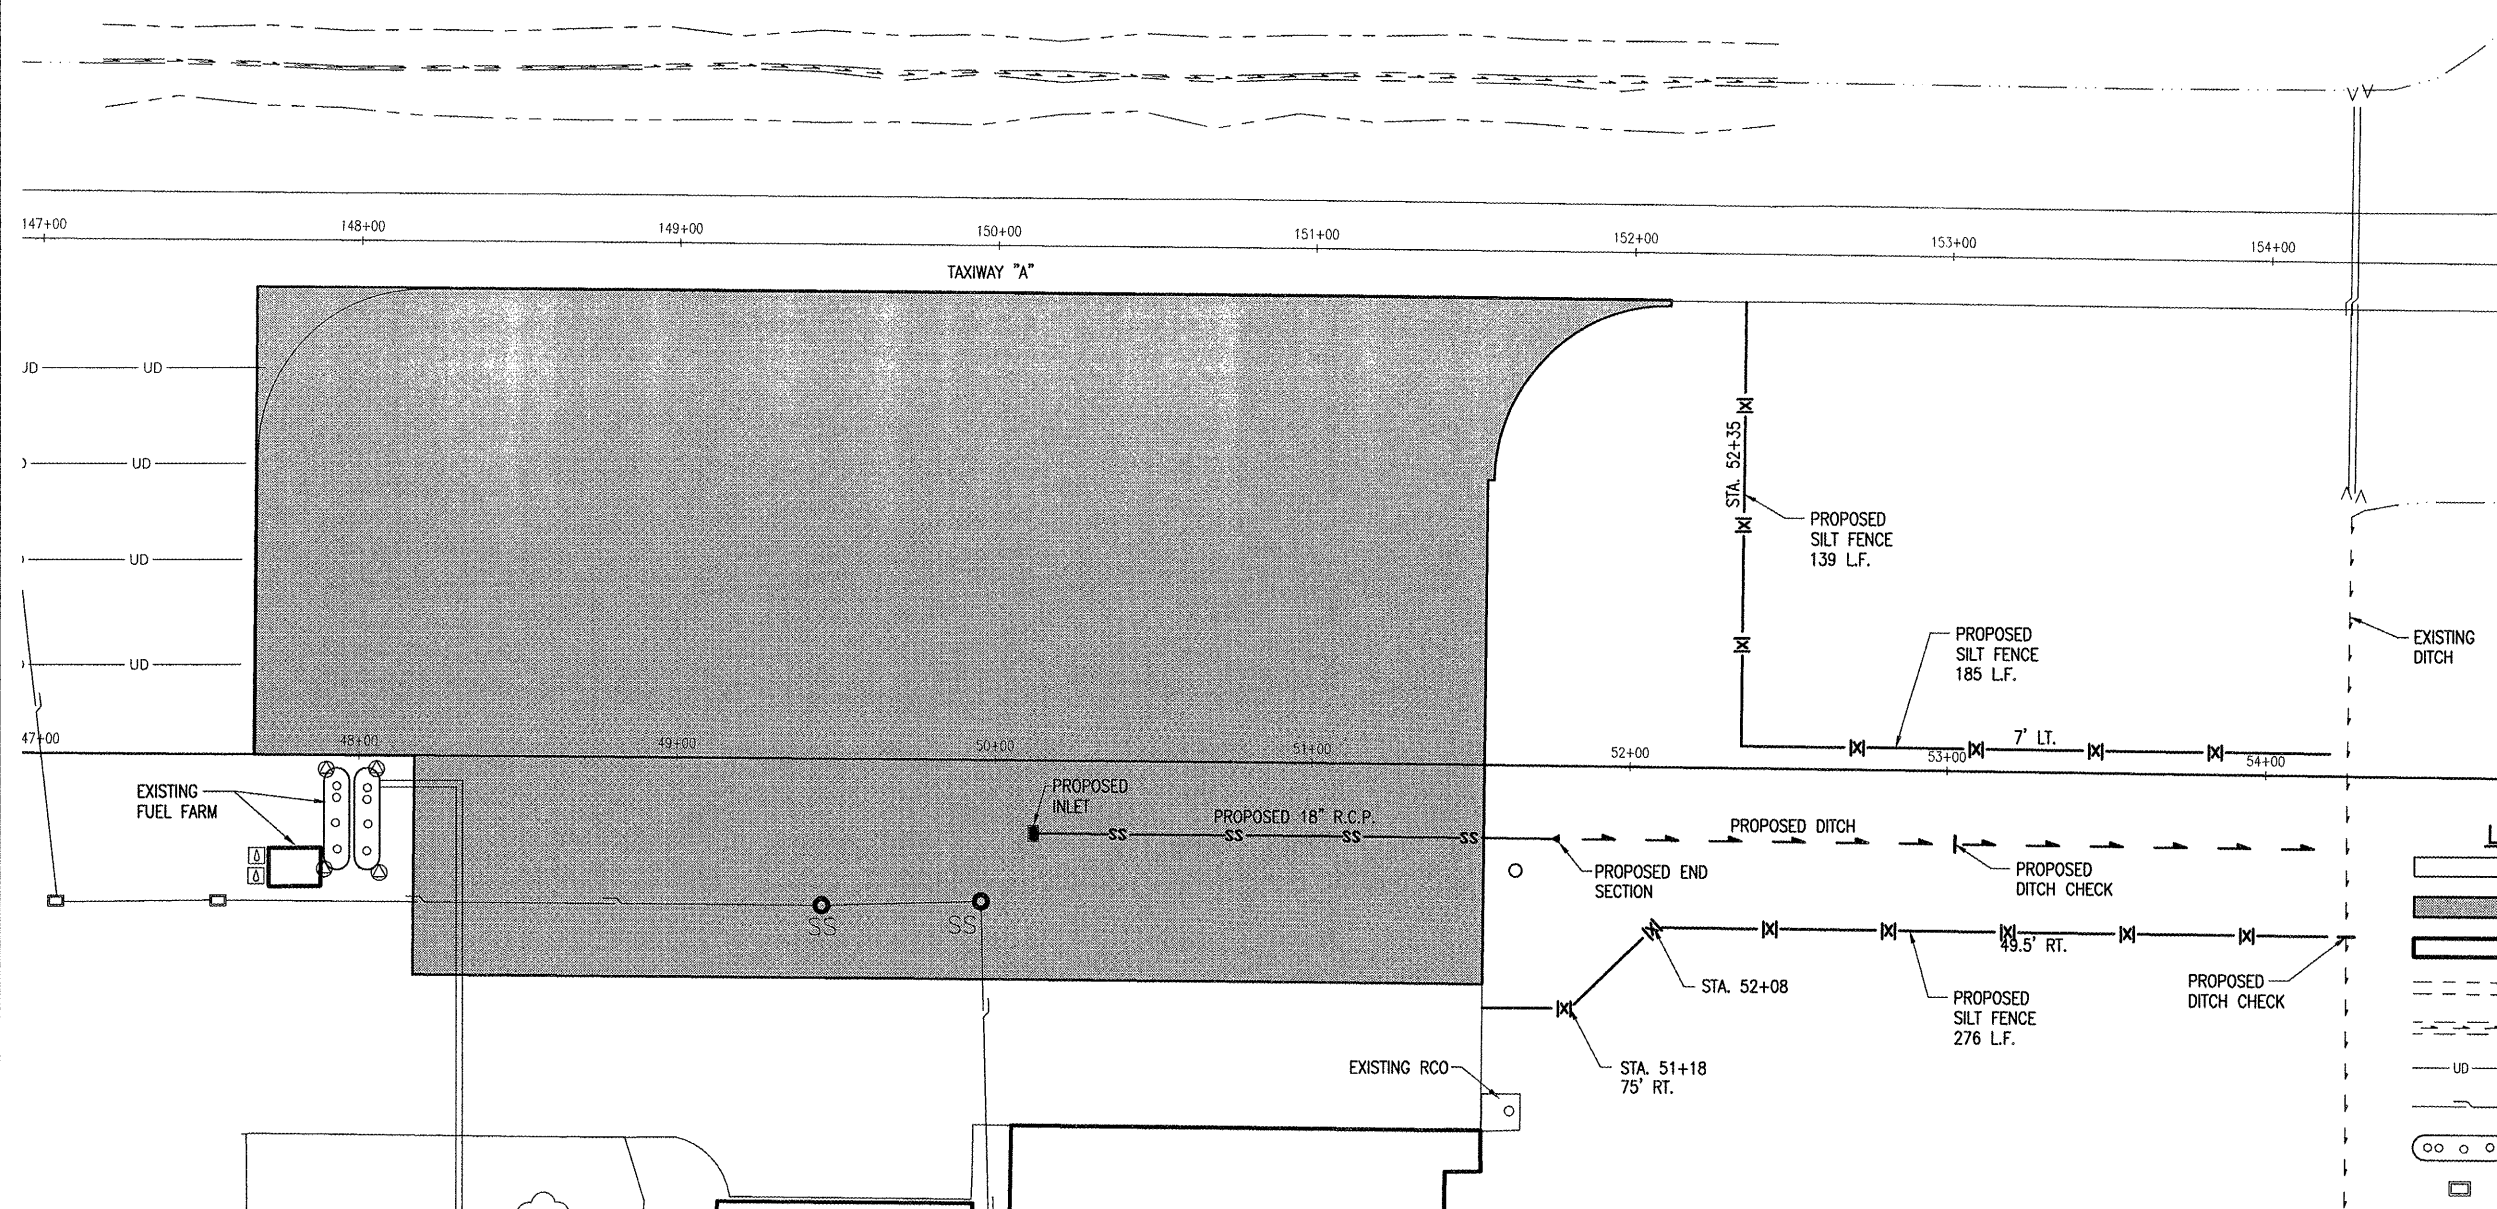 147+00
148+00
149+00
150+00
151+00
152+00
153+00
154+00
TAXIWAY "A"
UD
UD
UD
UD
STA. 52+35
PROPOSED
SILT FENCE
139 L.F.
PROPOSED
SILT FENCE
185 L.F.
EXISTING
DITCH
47+00
48+00
49+00
50+00
51+00
52+00
53+00
54+00
7' LT.
EXISTING
FUEL FARM
PROPOSED
INLET
PROPOSED 18" R.C.P.
SS
SS
SS
SS
PROPOSED DITCH
PROPOSED END
SECTION
PROPOSED
DITCH CHECK
SS
SS
49.5' RT.
STA. 52+08
PROPOSED
SILT FENCE
276 L.F.
PROPOSED
DITCH CHECK
EXISTING RCO
STA. 51+18
75' RT.
UD